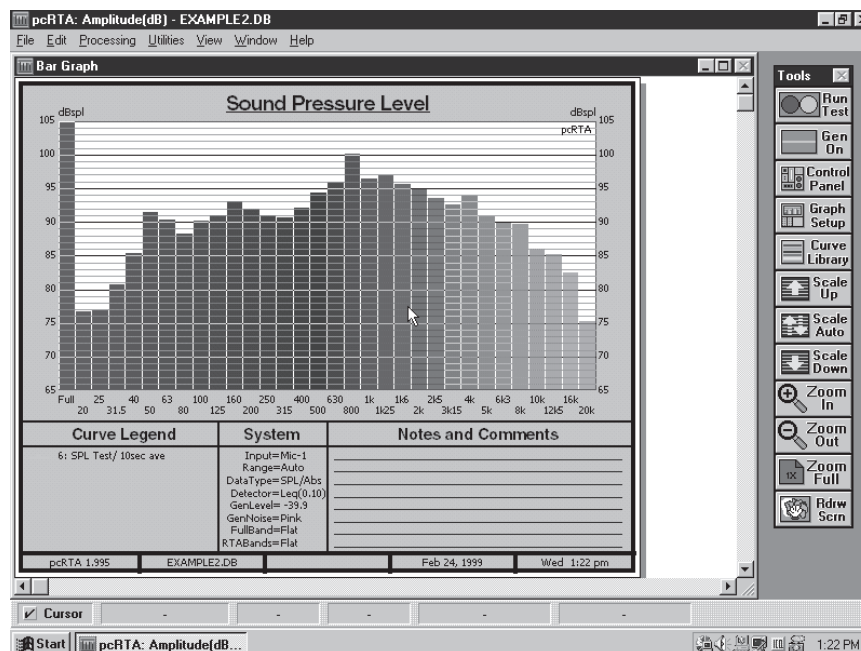 pcRTA: Amplitude(dB) - EXAMPLE2.DB
File Edit Processing Utilities View Window Help
Bar Graph
Sound Pressure Level
dBspl
dBspl
pcRTA
105
100
95
90
85
80
75
70
65
105
100
95
90
85
80
75
70
65
Full 25 40 63 100 160 250 400 630 1k 1k6 2k5 4k 6k3 10k 16k
20 31.5 50 80 125 200 315 500 800 1k25 2k 3k15 5k 8k 12k5 20k
Curve Legend
6: SPL Test/ 10sec ave
System
Input=Mic-1
Range=Auto
DataType=SPL/Abs
Detector=Leq(0.10)
GenLevel= -39.9
GenNoise=Pink
FullBand=Flat
RTABands=Flat
Notes and Comments
pcRTA 1.995 EXAMPLE2.DB Feb 24, 1999 Wed 1:22 pm
Tools
Run
Test
Gen
On
Control
Panel
Graph
Setup
Curve
Library
Scale
Up
Scale
Auto
Scale
Down
Zoom
In
Zoom
Out
1X
Zoom
Full
Rdrw
Scrn
Cursor - - - - -
Start pcRTA: Amplitude(dB... 1:22 PM